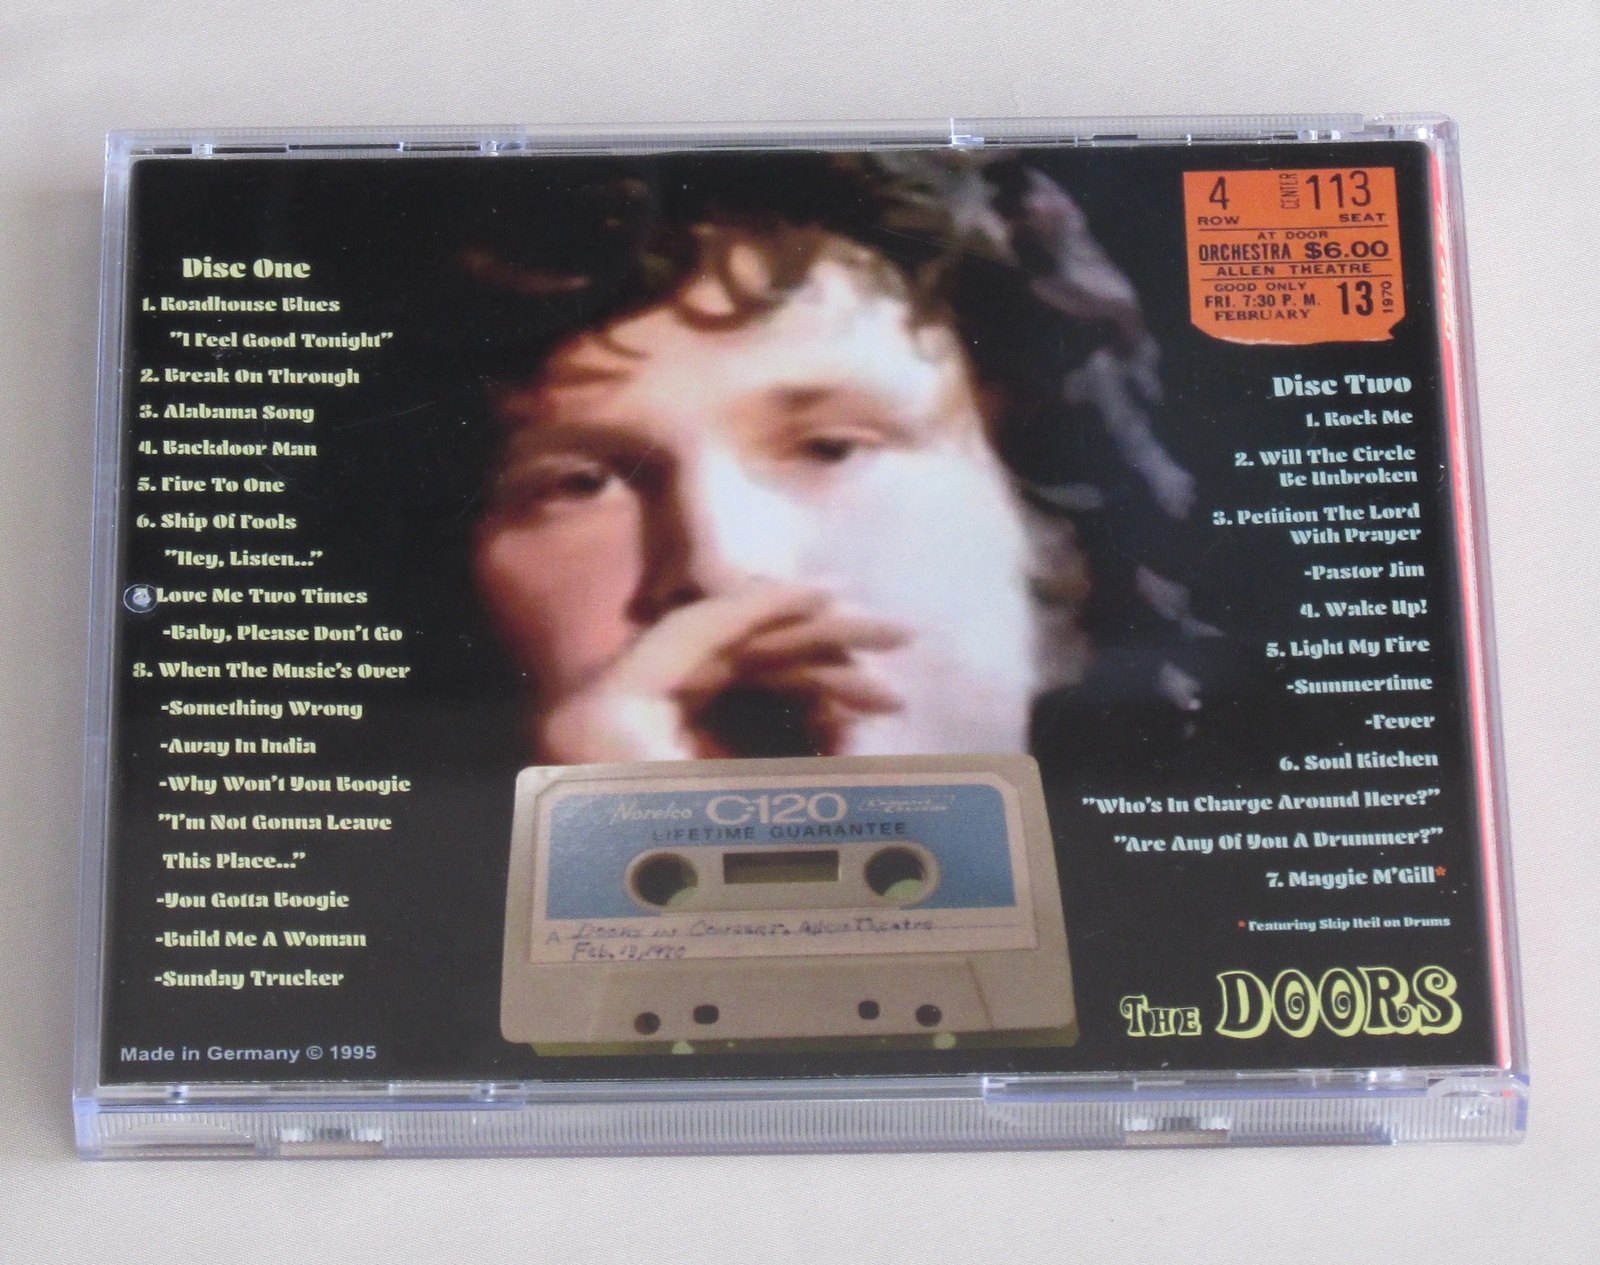 Disc One
1. Roadhouse Blues
"I Feel Good Tonight"
2. Break On Through
3. Alabama Song
4. Backdoor Man
5. Five To One
6. Ship Of Fools
"Hey, Listen..."
Love Me Two Times
-Baby, Please Don't Go
8. When The Music's Over
-Something Wrong
-Away In India
-Why Won't You Boogie
"I'm Not Gonna Leave
This Place..."
-You Gotta Boogie
-Build Me A Woman
-Sunday Trucker
Made in Germany © 1995
4 CENTER 113
ROW SEAT
AT DOOR
ORCHESTRA $6.00
ALLEN THEATRE
GOOD ONLY
FRI. 7:30 P. M. 13 1970
FEBRUARY
Disc Two
1. Rock Me
2. Will The Circle
Be Unbroken
3. Petition The Lord
With Prayer
-Pastor Jim
4. Wake Up!
5. Light My Fire
-Summertime
-Fever
6. Soul Kitchen
"Who's In Charge Around Here?"
"Are Any Of You A Drummer?"
7. Maggie M'Gill*
* Featuring Skip Heil on Drums
THE DOORS
Norelco C-120
LIFETIME GUARANTEE
A Doors in Concert, Allen Theatre
Feb. 13, 1970